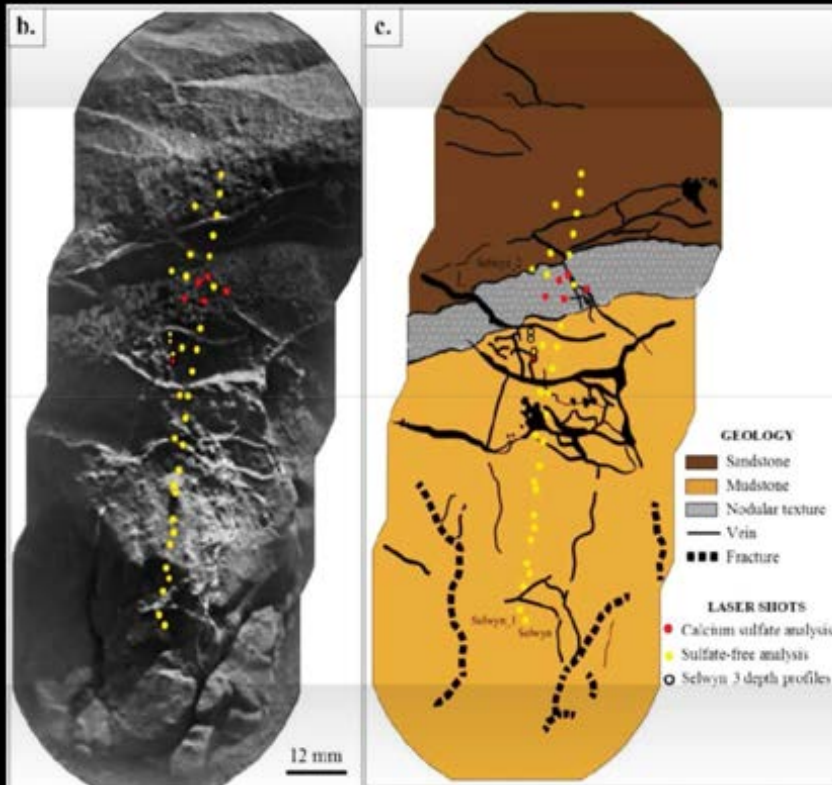 b.
12 mm
c.
Selwyn_2
Selwyn_1
Selwyn
GEOLOGY
Sandstone
Mudstone
Nodular texture
Vein
Fracture
LASER SHOTS
Calcium sulfate analysis
Sulfate-free analysis
Selwyn 3 depth profiles